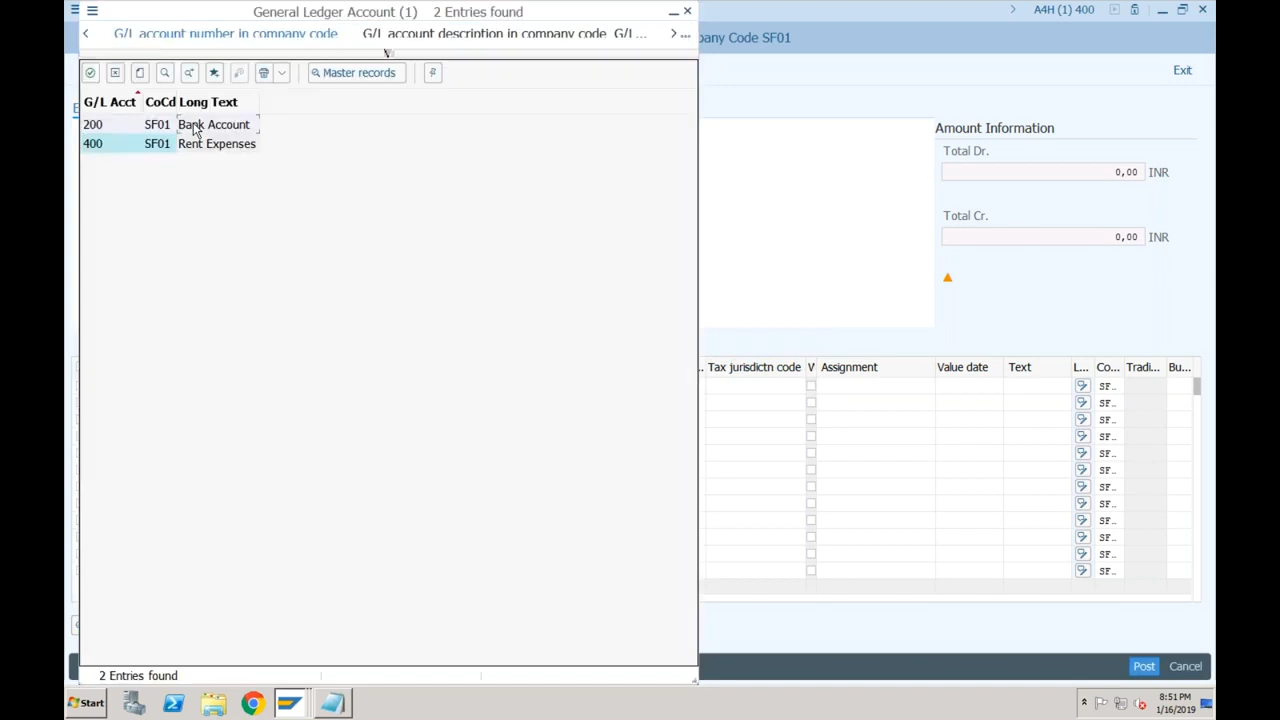 General Ledger Account (1) 2 Entries found
G/L account number in company code G/L account description in company code G/L ...
Master records
G/L Acct CoCd Long Text
200 SF01 Bank Account
400 SF01 Rent Expenses
2 Entries found
A4H (1) 400
pany Code SF01
Exit
Amount Information
Total Dr.
0,00 INR
Total Cr.
0,00 INR
Tax jurisdictn code V Assignment Value date Text L... Co... Tradi... Bu...
SF..
SF..
SF..
SF..
SF..
SF..
SF..
SF..
SF..
SF..
SF..
SF..
Post Cancel
Start
8:51 PM
1/16/2019